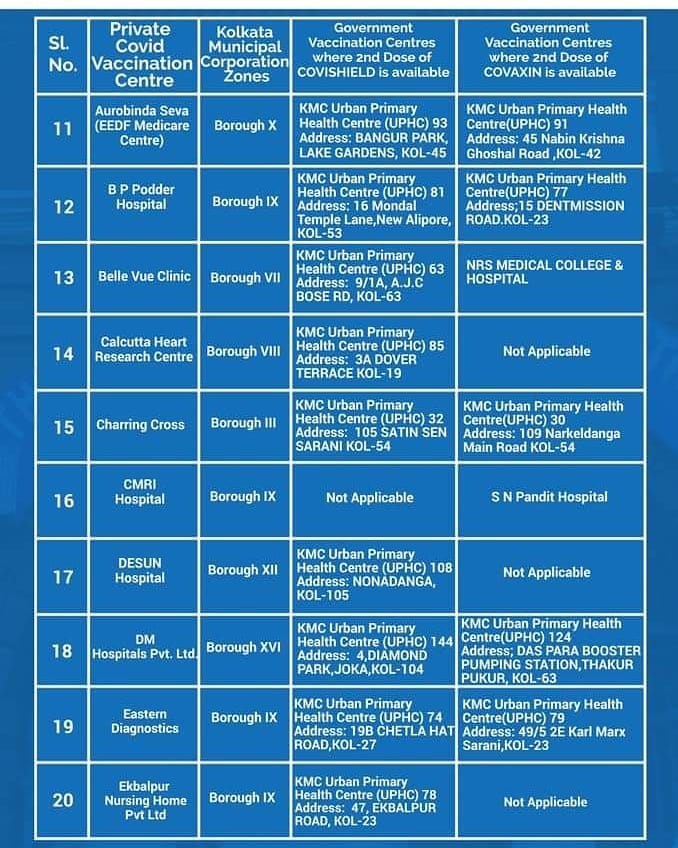 Sl.
No.
Private
Covid
Vaccination
Centre
Kolkata
Municipal
Corporation
Zones
Government
Vaccination Centres
where 2nd Dose of
COVISHIELD is available
Government
Vaccination Centres
where 2nd Dose of
COVAXIN is available
11
Aurobinda Seva
(EEDF Medicare
Centre)
Borough X
KMC Urban Primary
Health Centre (UPHC) 93
Address: BANGUR PARK,
LAKE GARDENS, KOL-45
KMC Urban Primary Health
Centre(UPHC) 91
Address: 45 Nabin Krishna
Ghoshal Road ,KOL-42
12
B P Podder
Hospital
Borough IX
KMC Urban Primary
Health Centre (UPHC) 81
Address: 16 Mondal
Temple Lane,New Alipore,
KOL-53
KMC Urban Primary Health
Centre(UPHC) 77
Address;15 DENTMISSION
ROAD.KOL-23
13
Belle Vue Clinic
Borough VII
KMC Urban Primary
Health Centre (UPHC) 63
Address: 9/1A, A.J.C
BOSE RD, KOL-63
NRS MEDICAL COLLEGE &
HOSPITAL
14
Calcutta Heart
Research Centre
Borough VIII
KMC Urban Primary
Health Centre (UPHC) 85
Address: 3A DOVER
TERRACE KOL-19
Not Applicable
15
Charring Cross
Borough III
KMC Urban Primary
Health Centre (UPHC) 32
Address: 105 SATIN SEN
SARANI KOL-54
KMC Urban Primary Health
Centre(UPHC) 30
Address: 109 Narkeldanga
Main Road KOL-54
16
CMRI
Hospital
Borough IX
Not Applicable
S N Pandit Hospital
17
DESUN
Hospital
Borough XII
KMC Urban Primary
Health Centre (UPHC) 108
Address: NONADANGA,
KOL-105
Not Applicable
18
DM
Hospitals Pvt. Ltd.
Borough XVI
KMC Urban Primary
Health Centre (UPHC) 144
Address: 4,DIAMOND
PARK,JOKA,KOL-104
KMC Urban Primary Health
Centre(UPHC) 124
Address; DAS PARA BOOSTER
PUMPING STATION,THAKUR
PUKUR, KOL-63
19
Eastern
Diagnostics
Borough IX
KMC Urban Primary
Health Centre (UPHC) 74
Address: 19B CHETLA HAT
ROAD,KOL-27
KMC Urban Primary Health
Centre(UPHC) 79
Address: 49/5 2E Karl Marx
Sarani,KOL-23
20
Ekbalpur
Nursing Home
Pvt Ltd
Borough IX
KMC Urban Primary
Health Centre (UPHC) 78
Address: 47, EKBALPUR
ROAD, KOL-23
Not Applicable